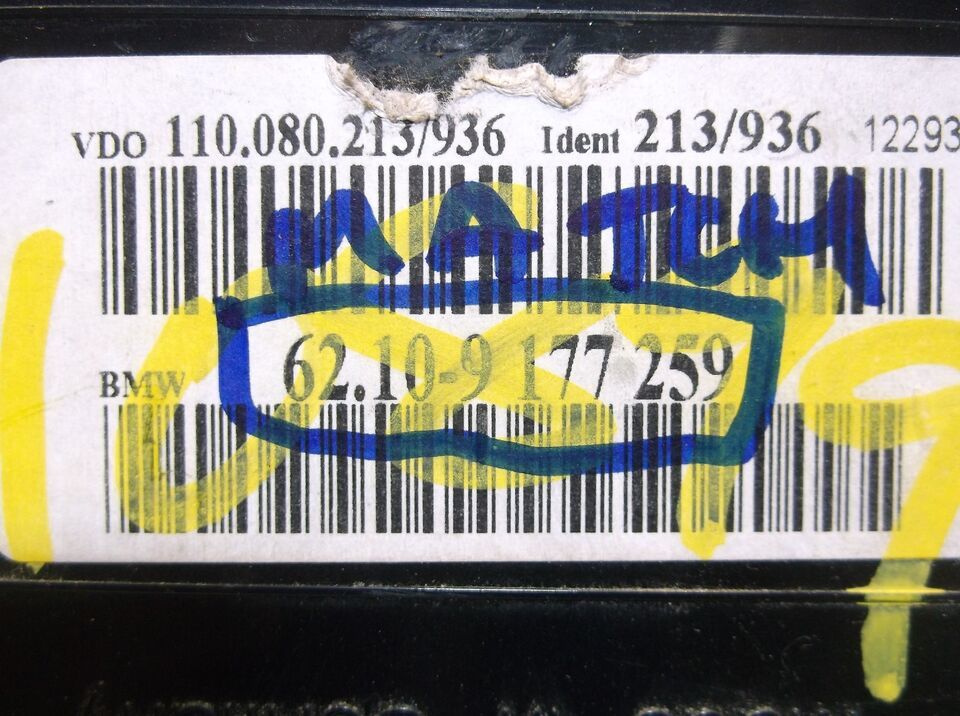 VDO 110.080.213/936 Ident 213/936 12293
MATCH
BMW 62.10-9 177 259